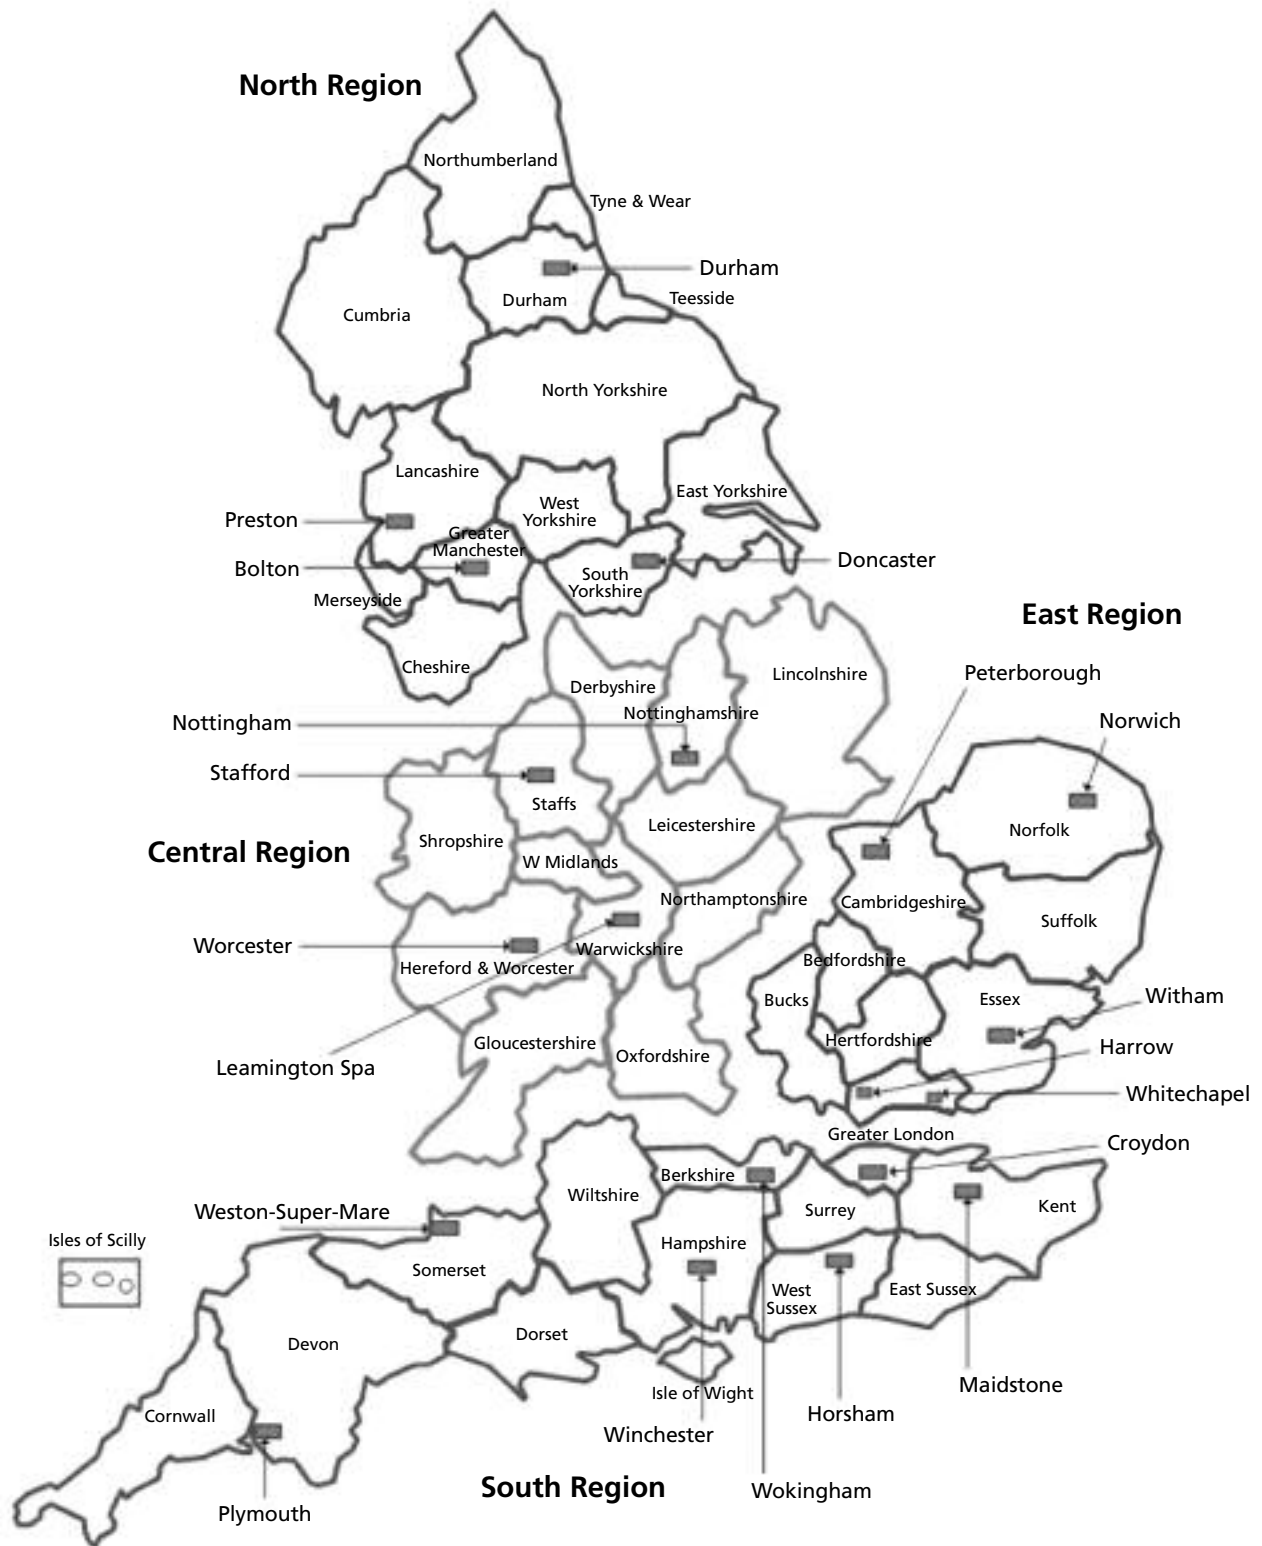 North Region
Northumberland
Tyne & Wear
Durham
Teesside
Durham
Cumbria
North Yorkshire
Lancashire
East Yorkshire
West
Yorkshire
Preston
Greater
Manchester
Doncaster
Bolton
South
Yorkshire
Merseyside
East Region
Cheshire
Lincolnshire
Peterborough
Derbyshire
Nottinghamshire
Nottingham
Norwich
Stafford
Staffs
Leicestershire
Norfolk
Shropshire
Central Region
W Midlands
Northamptonshire
Cambridgeshire
Suffolk
Worcester
Warwickshire
Hereford & Worcester
Bedfordshire
Bucks
Essex
Witham
Hertfordshire
Gloucestershire
Oxfordshire
Harrow
Leamington Spa
Whitechapel
Greater London
Croydon
Berkshire
Wiltshire
Surrey
Kent
Weston-Super-Mare
Isles of Scilly
Hampshire
Somerset
West
Sussex
East Sussex
Dorset
Devon
Isle of Wight
Maidstone
Cornwall
Horsham
Winchester
South Region
Wokingham
Plymouth